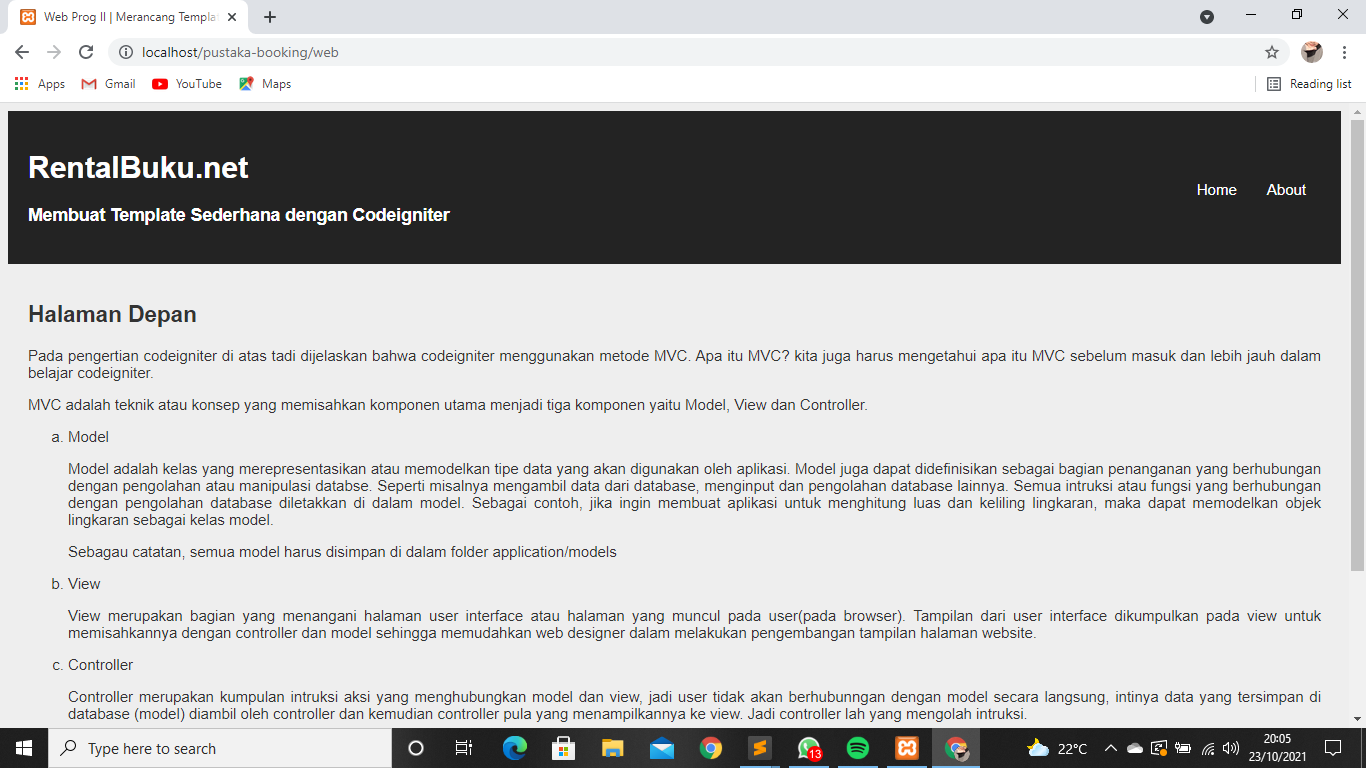 Web Prog II | Merancang Templa
localhost/pustaka-booking/web
Apps Gmail YouTube Maps Reading list
RentalBuku.net
Membuat Template Sederhana dengan Codeigniter
Home About
Halaman Depan
Pada pengertian codeigniter di atas tadi dijelaskan bahwa codeigniter menggunakan metode MVC. Apa itu MVC? kita juga harus mengetahui apa itu MVC sebelum masuk dan lebih jauh dalam
belajar codeigniter.
MVC adalah teknik atau konsep yang memisahkan komponen utama menjadi tiga komponen yaitu Model, View dan Controller.
a. Model
Model adalah kelas yang merepresentasikan atau memodelkan tipe data yang akan digunakan oleh aplikasi. Model juga dapat didefinisikan sebagai bagian penanganan yang berhubungan
dengan pengolahan atau manipulasi databse. Seperti misalnya mengambil data dari database, menginput dan pengolahan database lainnya. Semua intruksi atau fungsi yang berhubungan
dengan pengolahan database diletakkan di dalam model. Sebagai contoh, jika ingin membuat aplikasi untuk menghitung luas dan keliling lingkaran, maka dapat memodelkan objek
lingkaran sebagai kelas model.
Sebagau catatan, semua model harus disimpan di dalam folder application/models
b. View
View merupakan bagian yang menangani halaman user interface atau halaman yang muncul pada user(pada browser). Tampilan dari user interface dikumpulkan pada view untuk
memisahkannya dengan controller dan model sehingga memudahkan web designer dalam melakukan pengembangan tampilan halaman website.
c. Controller
Controller merupakan kumpulan intruksi aksi yang menghubungkan model dan view, jadi user tidak akan berhubunngan dengan model secara langsung, intinya data yang tersimpan di
database (model) diambil oleh controller dan kemudian controller pula yang menampilkannya ke view. Jadi controller lah yang mengolah intruksi.
Type here to search
13
22°C
20:05
23/10/2021